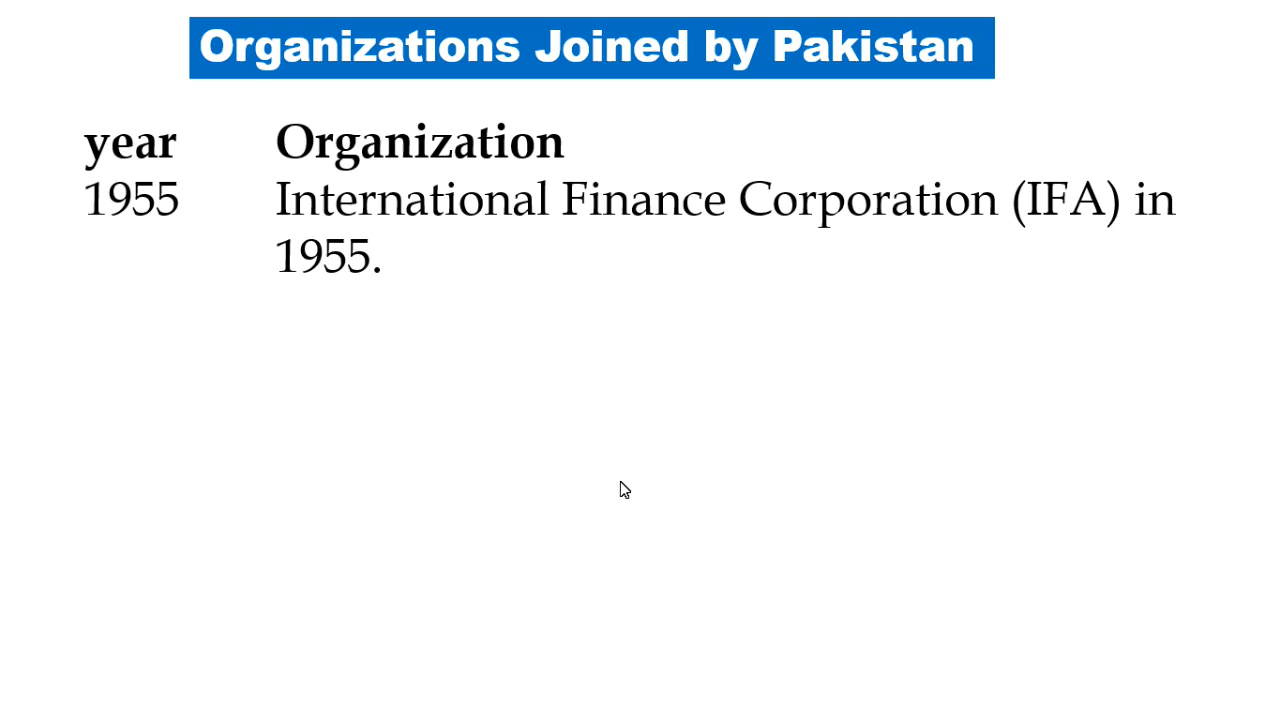 Organizations Joined by Pakistan
year Organization
1955 International Finance Corporation (IFA) in
1955.